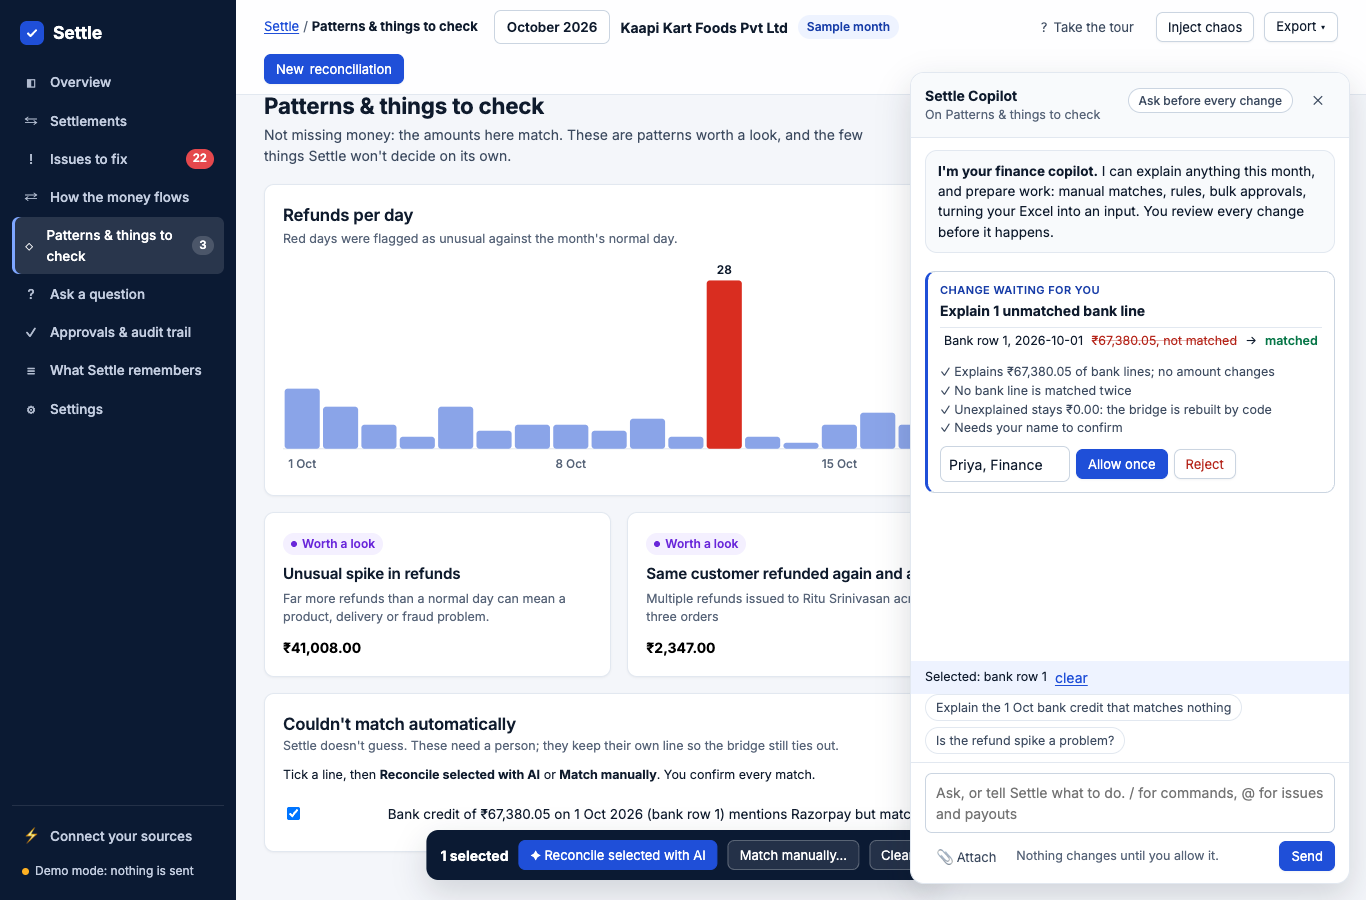 Settle
Overview
Settlements
Issues to fix
22
How the money flows
Patterns & things to
check
3
Ask a question
Approvals & audit trail
What Settle remembers
Settings
Connect your sources
Demo mode: nothing is sent
Settle / Patterns & things to check
October 2026
Kaapi Kart Foods Pvt Ltd
Sample month
? Take the tour
Inject chaos
Export
New reconciliation
Patterns & things to check
Not missing money: the amounts here match. These are patterns worth a look, and the few
things Settle won't decide on its own.
Refunds per day
Red days were flagged as unusual against the month's normal day.
28
1 Oct
8 Oct
15 Oct
Worth a look
Unusual spike in refunds
Far more refunds than a normal day can mean a
product, delivery or fraud problem.
₹41,008.00
Worth a look
Same customer refunded again and a
Multiple refunds issued to Ritu Srinivasan acr
three orders
₹2,347.00
Couldn't match automatically
Settle doesn't guess. These need a person; they keep their own line so the bridge still ties out.
Tick a line, then Reconcile selected with AI or Match manually. You confirm every match.
Bank credit of ₹67,380.05 on 1 Oct 2026 (bank row 1) mentions Razorpay but matc
1 selected
✦ Reconcile selected with AI
Match manually...
Clear
Settle Copilot
On Patterns & things to check
Ask before every change
I'm your finance copilot. I can explain anything this month,
and prepare work: manual matches, rules, bulk approvals,
turning your Excel into an input. You review every change
before it happens.
CHANGE WAITING FOR YOU
Explain 1 unmatched bank line
Bank row 1, 2026-10-01 ₹67,380.05, not matched → matched
✓ Explains ₹67,380.05 of bank lines; no amount changes
✓ No bank line is matched twice
✓ Unexplained stays ₹0.00: the bridge is rebuilt by code
✓ Needs your name to confirm
Priya, Finance
Allow once
Reject
Selected: bank row 1 clear
Explain the 1 Oct bank credit that matches nothing
Is the refund spike a problem?
Ask, or tell Settle what to do. / for commands, @ for issues
and payouts
Attach
Nothing changes until you allow it.
Send